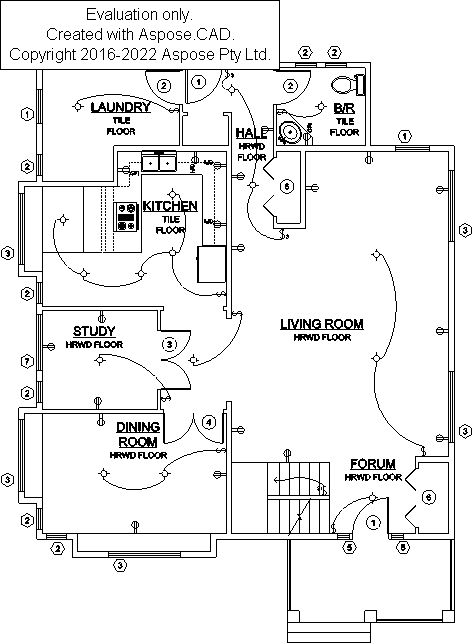 Evaluation only.
Created with Aspose.CAD.
Copyright 2016-2022 Aspose Pty Ltd.
2 2
2 1 2
LAUNDRY
TILE
FLOOR
B/R
TILE
FLOOR
1
HALL
HRWD
FLOOR
1
2
6
KITCHEN
TILE
FLOOR
3
3
2
LIVING ROOM
HRWD FLOOR
STUDY
HRWD FLOOR
3
7
2
4
DINING
ROOM
HRWD FLOOR
3
3
FORUM
HRWD FLOOR
6
2
1
2
5 5
3